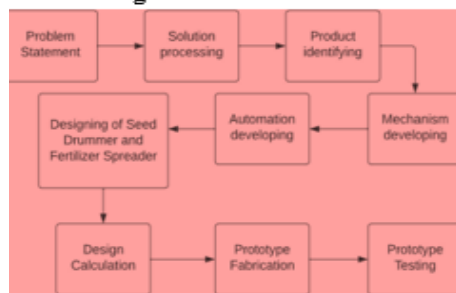 Problem
Statement
Solution
processing
Product
identifying
Mechanism
developing
Automation
developing
Designing of Seed
Drummer and
Fertilizer Spreader
Design
Calculation
Prototype
Fabrication
Prototype
Testing